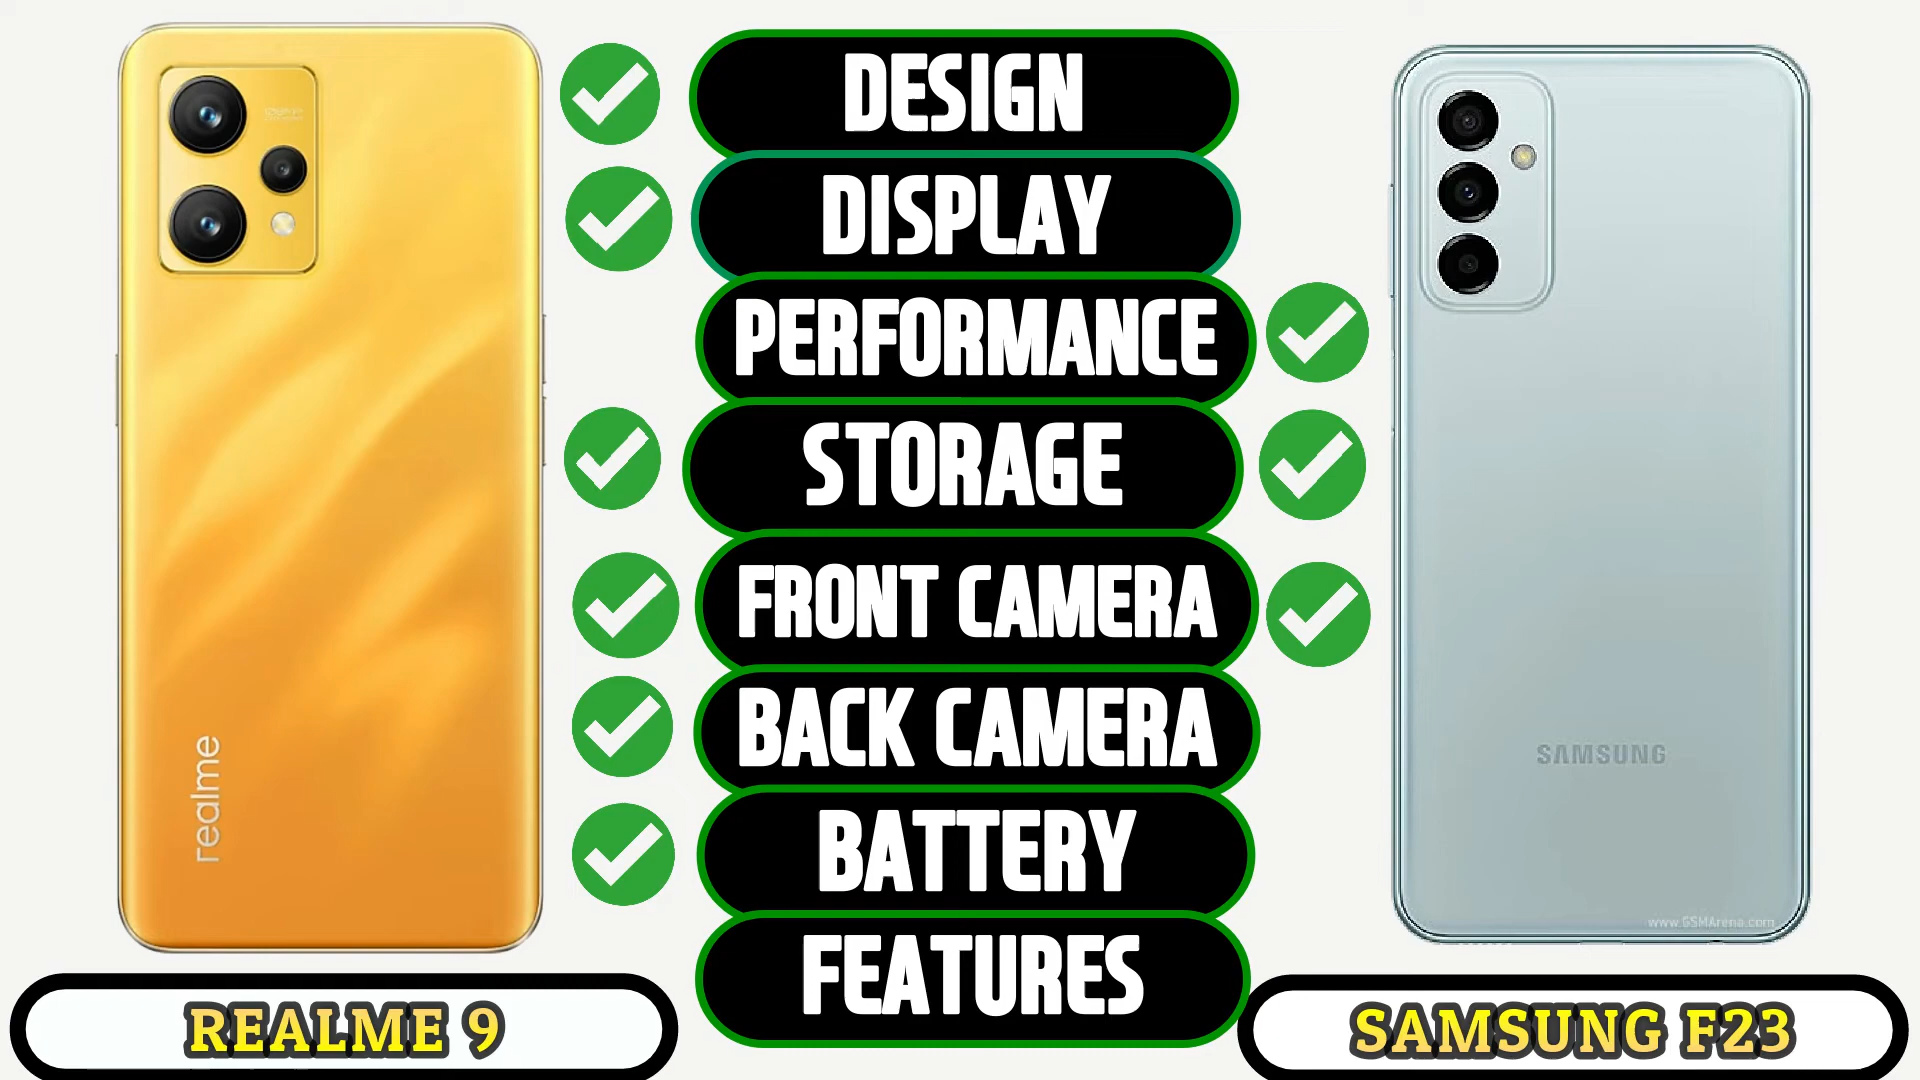 DESIGN
DISPLAY
PERFORMANCE
STORAGE
FRONT CAMERA
BACK CAMERA
BATTERY
FEATURES
realme
SAMSUNG
www.GSMArena.com
REALME 9
SAMSUNG F23